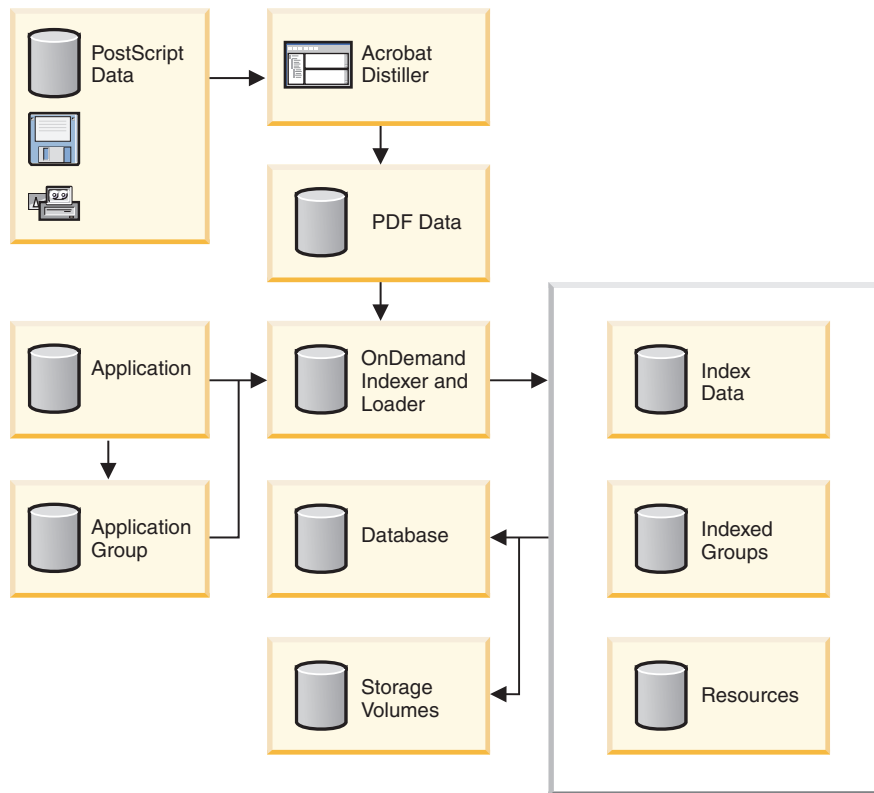 PostScript
Data
Acrobat
Distiller
PDF Data
Application
OnDemand
Indexer and
Loader
Index
Data
Application
Group
Database
Indexed
Groups
Storage
Volumes
Resources